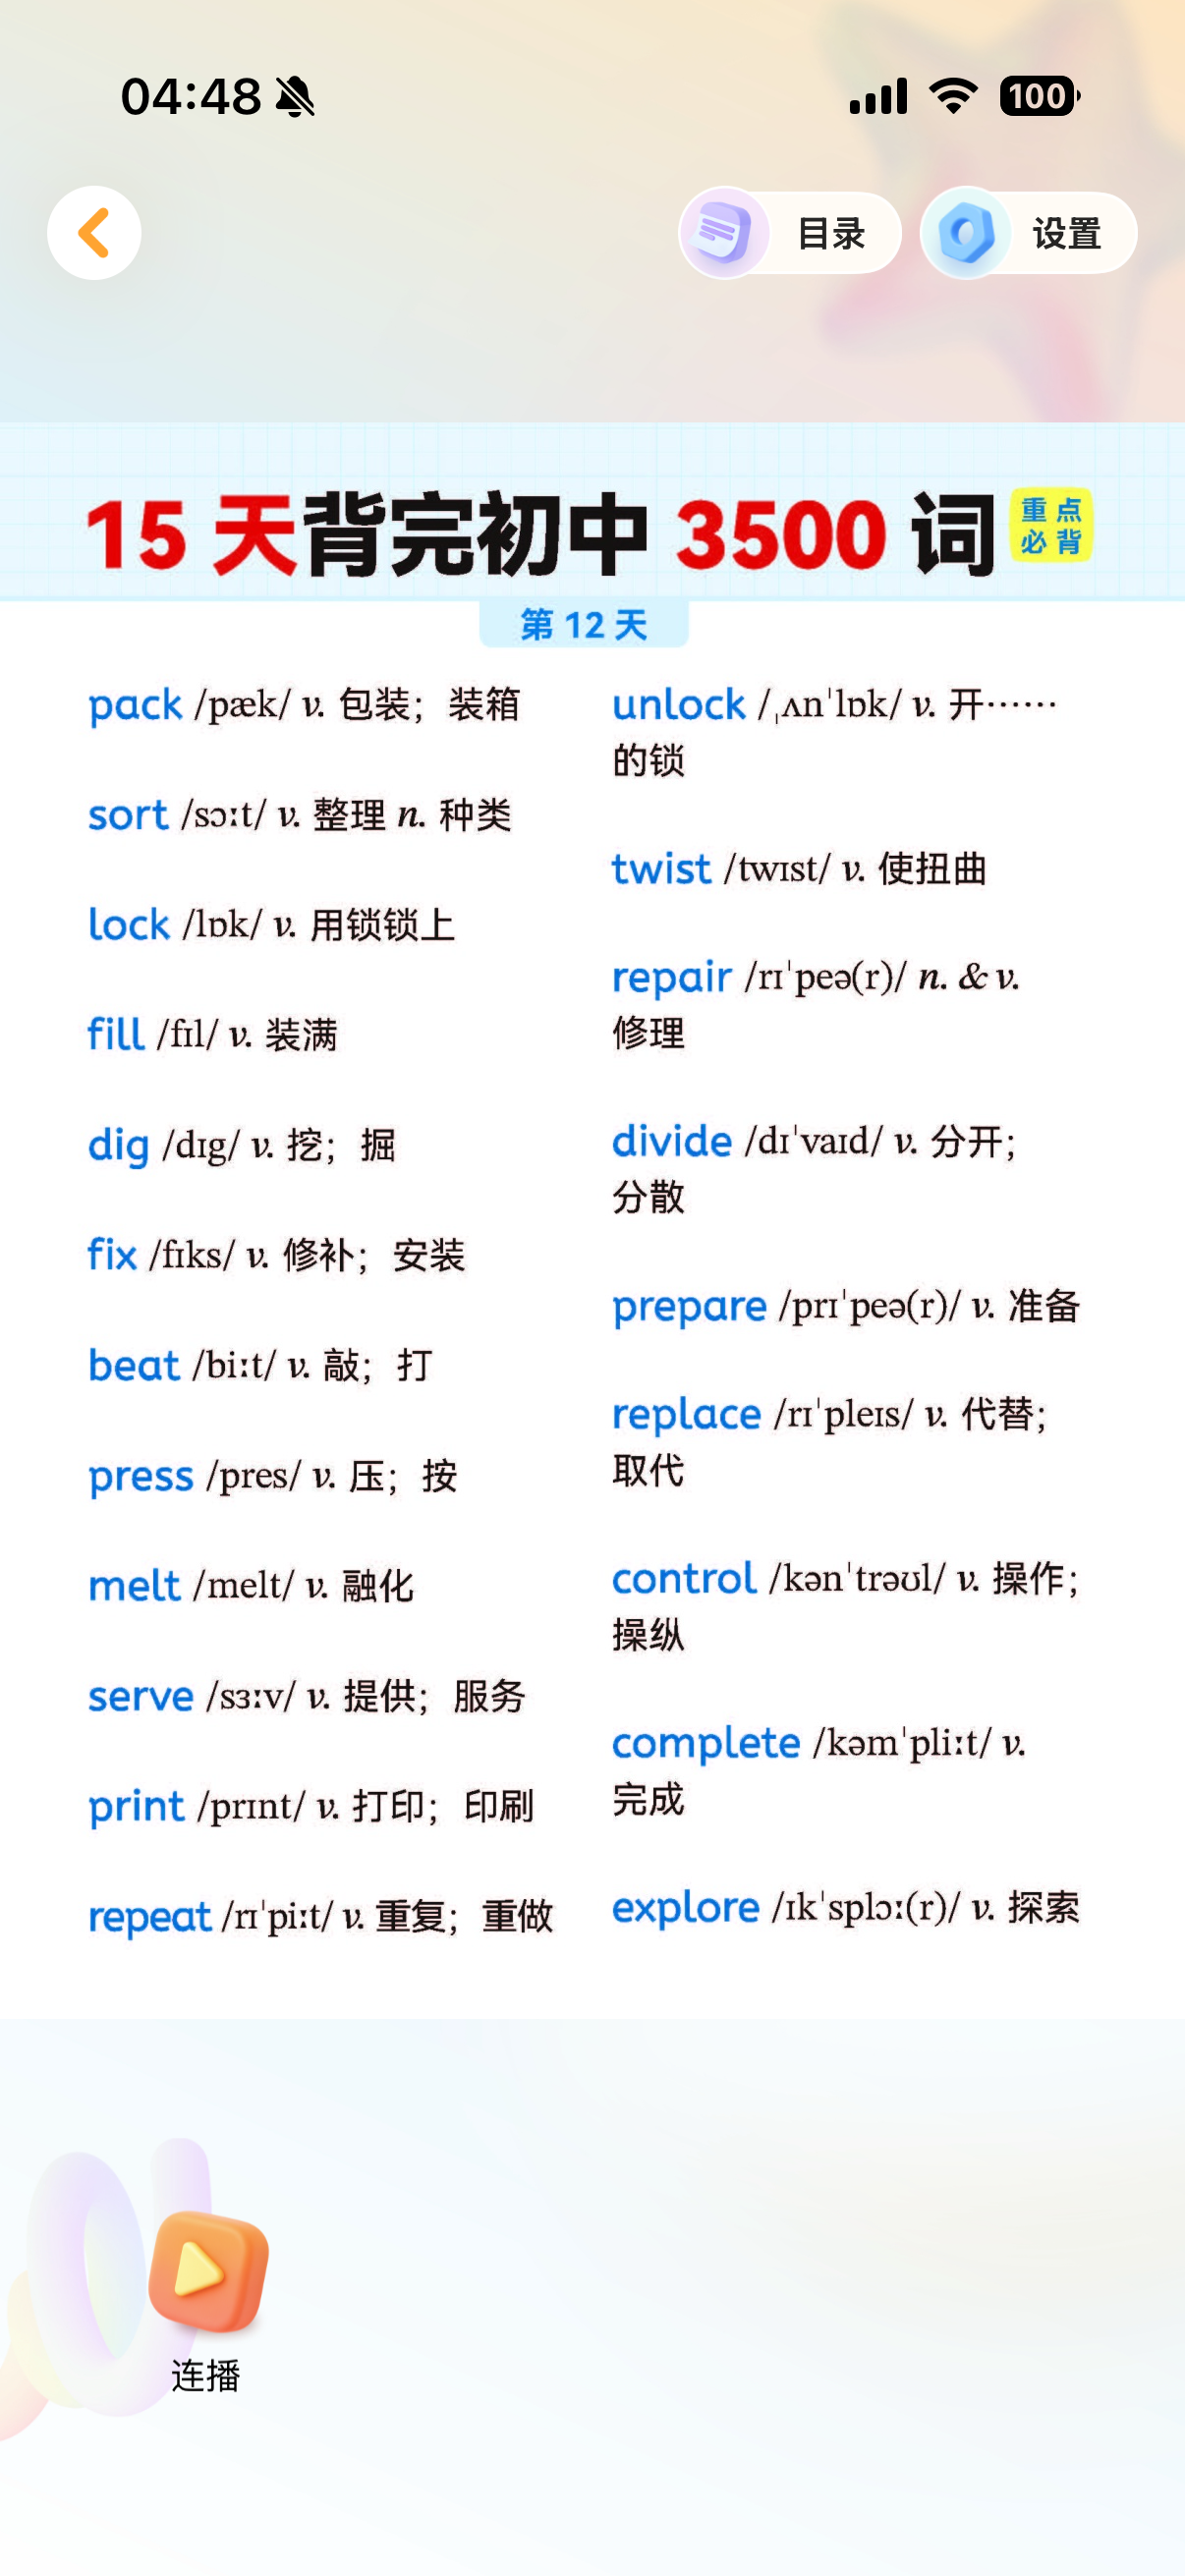 04:48
100
目录
设置
15 天背完初中 3500 词
重点
必背
第 12 天
pack /pæk/ v. 包装；装箱
sort /sɔːt/ v. 整理 n. 种类
lock /lɒk/ v. 用锁锁上
fill /fɪl/ v. 装满
dig /dɪg/ v. 挖；掘
fix /fɪks/ v. 修补；安装
beat /biːt/ v. 敲；打
press /pres/ v. 压；按
melt /melt/ v. 融化
serve /sɜːv/ v. 提供；服务
print /prɪnt/ v. 打印；印刷
repeat /rɪˈpiːt/ v. 重复；重做
unlock /ˌʌnˈlɒk/ v. 开……
的锁
twist /twɪst/ v. 使扭曲
repair /rɪˈpeə(r)/ n. & v.
修理
divide /dɪˈvaɪd/ v. 分开；
分散
prepare /prɪˈpeə(r)/ v. 准备
replace /rɪˈpleɪs/ v. 代替；
取代
control /kənˈtrəʊl/ v. 操作；
操纵
complete /kəmˈpliːt/ v.
完成
explore /ɪkˈsplɔː(r)/ v. 探索
连播